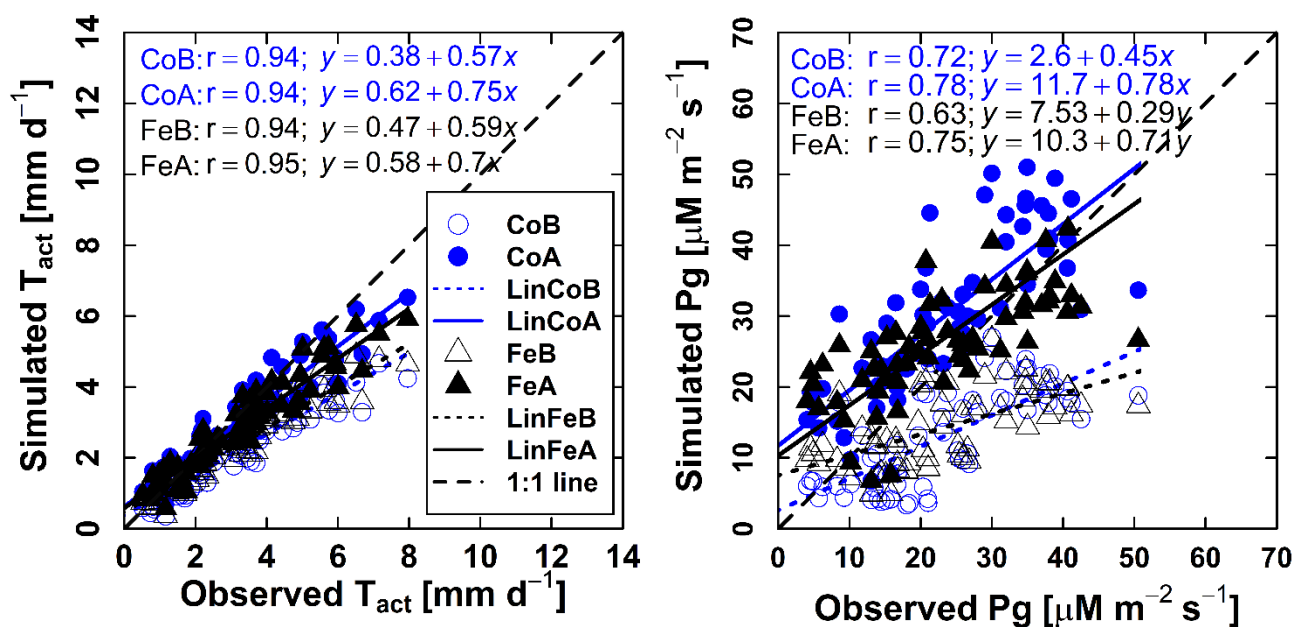 CoB: r = 0.94; y = 0.38 + 0.57x
CoA: r = 0.94; y = 0.62 + 0.75x
FeB: r = 0.94; y = 0.47 + 0.59x
FeA: r = 0.95; y = 0.58 + 0.7x
CoB
CoA
LinCoB
LinCoA
FeB
FeA
LinFeB
LinFeA
1:1 line
Simulated T_act [mm d⁻¹]
0 2 4 6 8 10 12 14
0 2 4 6 8 10 12 14
Observed T_act [mm d⁻¹]
CoB: r = 0.72; y = 2.6 + 0.45x
CoA: r = 0.78; y = 11.7 + 0.78x
FeB: r = 0.63; y = 7.53 + 0.29y
FeA: r = 0.75; y = 10.3 + 0.71y
Simulated Pg [μM m⁻² s⁻¹]
0 10 20 30 40 50 60 70
0 10 20 30 40 50 60 70
Observed Pg [μM m⁻² s⁻¹]